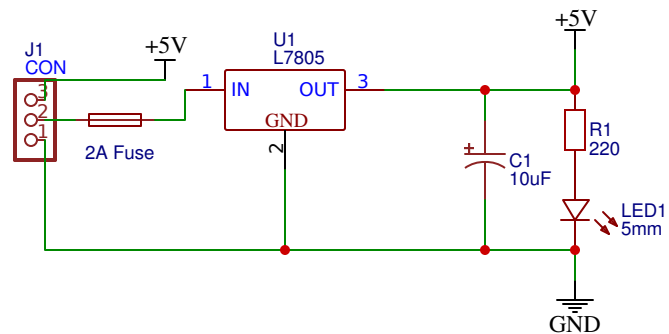 J1
CON
3
2
1
+5V
2A Fuse
U1
L7805
1
IN
OUT
3
GND
2
C1
10uF
+
+5V
R1
220
LED1
5mm
GND